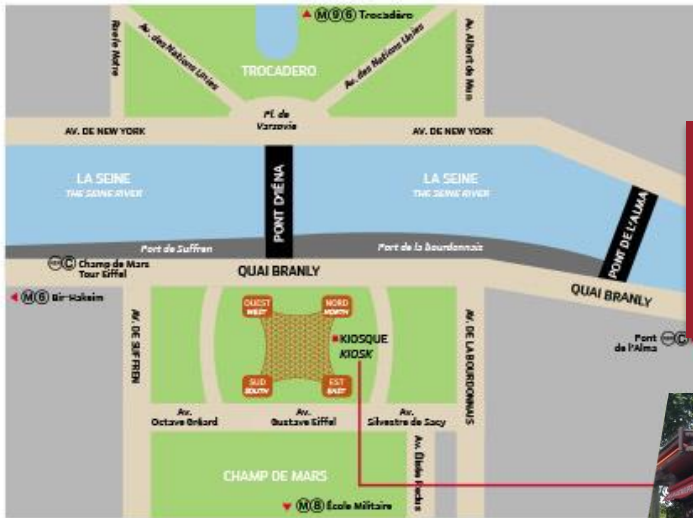 M 9 6 Trocadéro
Av. des Nations Unies
Av. des Nations Unies
Av. Albert de Mun
TROCADERO
Pl. de
Varsovie
AV. DE NEW YORK
AV. DE NEW YORK
LA SEINE
THE SEINE RIVER
PONT D'IÉNA
LA SEINE
THE SEINE RIVER
PONT DE L'ALMA
Port de Suffren
Port de la Bourdonnais
C Champ de Mars
Tour Eiffel
QUAI BRANLY
QUAI BRANLY
M 6 Bir-Hakeim
OUEST
WEST
NORD
NORTH
KIOSQUE
KIOSK
Pont
de l'Alma
C
AV. DE SUFFREN
AV. DE LA BOURDONNAIS
SUD
SOUTH
EST
EAST
Av.
Octave Gréard
Av.
Gustave Eiffel
Av.
Silvestre de Sacy
CHAMP DE MARS
M 8 École Militaire